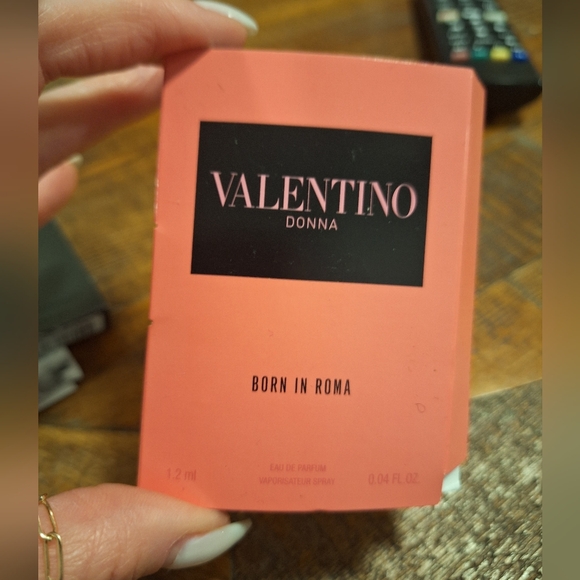 VALENTINO
DONNA
BORN IN ROMA
EAU DE PARFUM
1.2 ml
VAPORISATEUR SPRAY
0.04 FL.OZ.